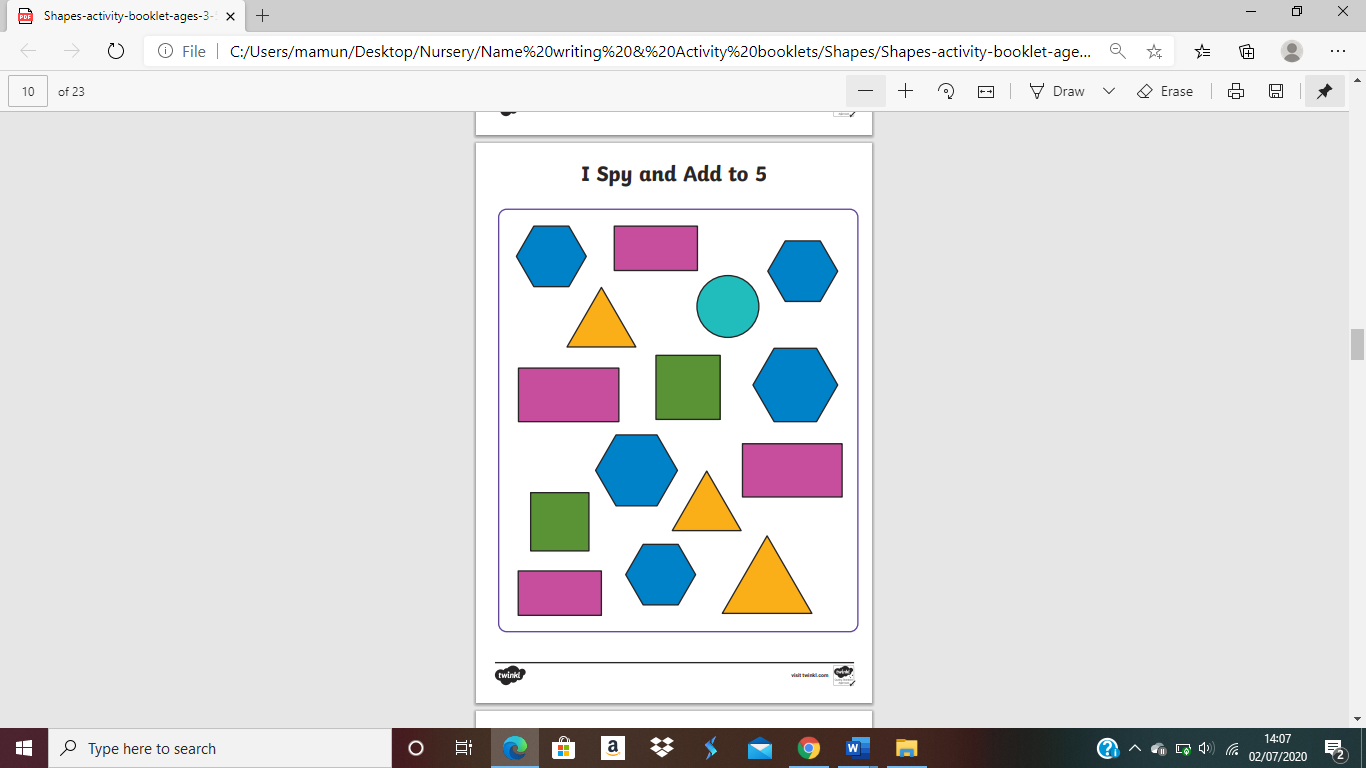 Shapes-activity-booklet-ages-3-5
File
C:/Users/mamun/Desktop/Nursery/Name%20writing%20&%20Activity%20booklets/Shapes/Shapes-activity-booklet-age...
10 of 23
Draw
Erase
I Spy and Add to 5
twinkl
visit twinkl.com
twinkl
Type here to search
14:07
02/07/2020
2